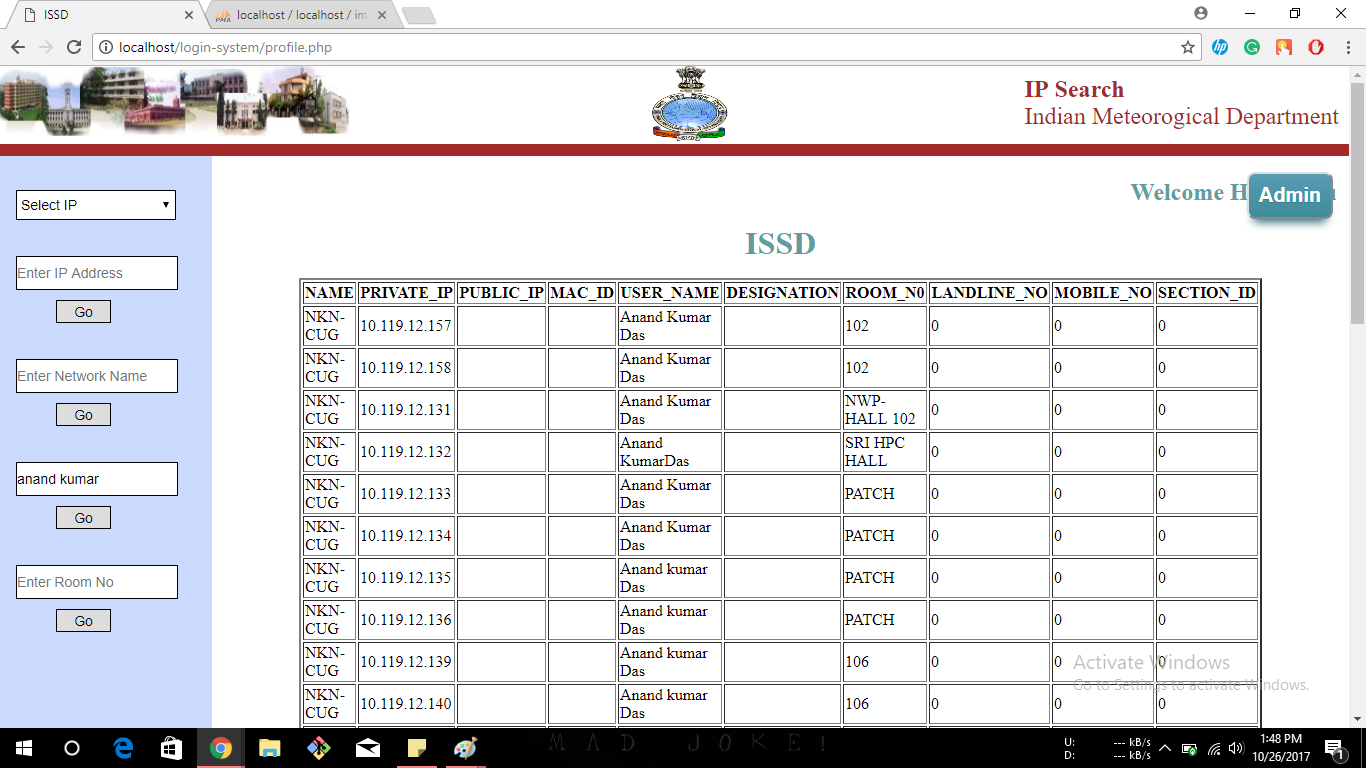 ISSD
PMA localhost / localhost / im
localhost/login-system/profile.php
IP Search
Indian Meteorogical Department
Select IP
Enter IP Address
Go
Enter Network Name
Go
anand kumar
Go
Enter Room No
Go
Welcome H
Admin
ISSD
NAME PRIVATE_IP PUBLIC_IP MAC_ID USER_NAME DESIGNATION ROOM_N0 LANDLINE_NO MOBILE_NO SECTION_ID
NKN-CUG 10.119.12.157 Anand Kumar Das 102 0 0 0
NKN-CUG 10.119.12.158 Anand Kumar Das 102 0 0 0
NKN-CUG 10.119.12.131 Anand Kumar Das NWP-HALL 102 0 0 0
NKN-CUG 10.119.12.132 Anand KumarDas SRI HPC HALL 0 0 0
NKN-CUG 10.119.12.133 Anand Kumar Das PATCH 0 0 0
NKN-CUG 10.119.12.134 Anand Kumar Das PATCH 0 0 0
NKN-CUG 10.119.12.135 Anand kumar Das PATCH 0 0 0
NKN-CUG 10.119.12.136 Anand kumar Das PATCH 0 0 0
NKN-CUG 10.119.12.139 Anand kumar Das 106 0 0 0
NKN-CUG 10.119.12.140 Anand kumar Das 106 0 0 0
Activate Windows
Go to Settings to activate Windows.
MAD JOKE!
U: --- kB/s
D: --- kB/s
1:48 PM
10/26/2017
1